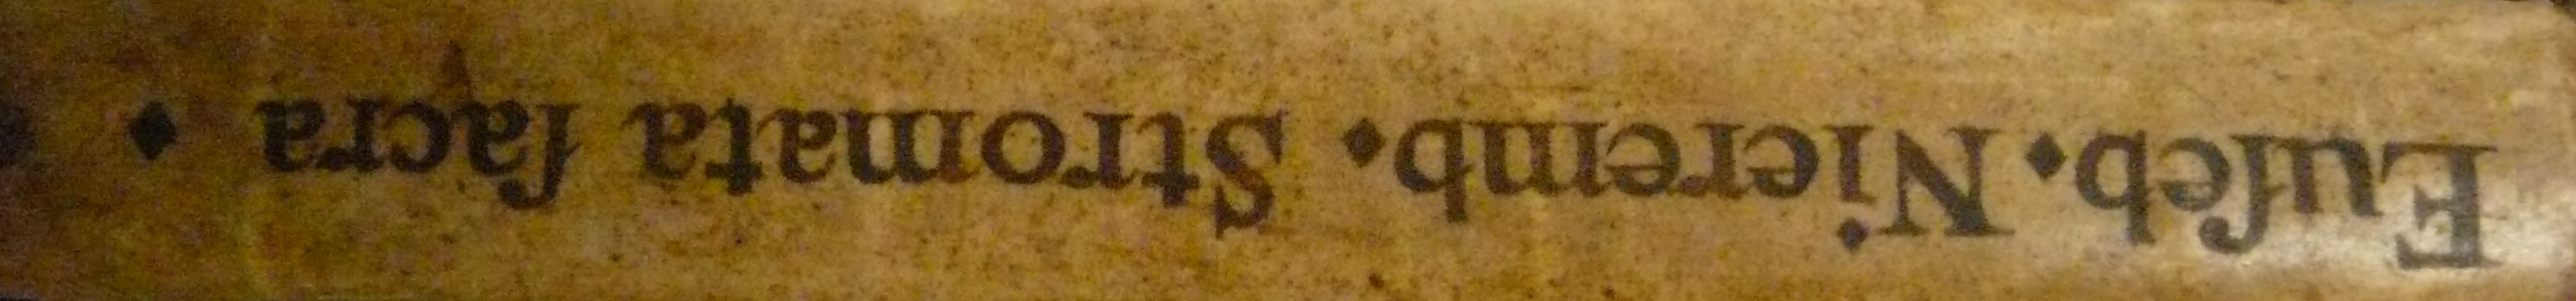 Euſeb. Nieremb. Stromata ſacra